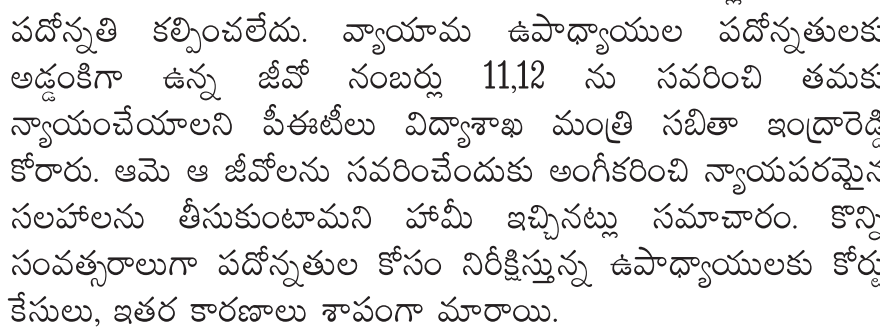 పదోన్నతి కల్పించలేదు. వ్యాయామ ఉపాధ్యాయుల పదోన్నతులకు
అడ్డంకిగా ఉన్న జీవో నంబర్లు 11,12 ను సవరించి తమకు
న్యాయంచేయాలని పీఈటీలు విద్యాశాఖ మంత్రి సబితా ఇంద్రారెడ్డి
కోరారు. ఆమె ఆ జీవోలను సవరించేందుకు అంగీకరించి న్యాయపరమైన
సలహాలను తీసుకుంటామని హామీ ఇచ్చినట్లు సమాచారం. కొన్ని
సంవత్సరాలుగా పదోన్నతుల కోసం నిరీక్షిస్తున్న ఉపాధ్యాయులకు కోర్టు
కేసులు, ఇతర కారణాలు శాపంగా మారాయి.